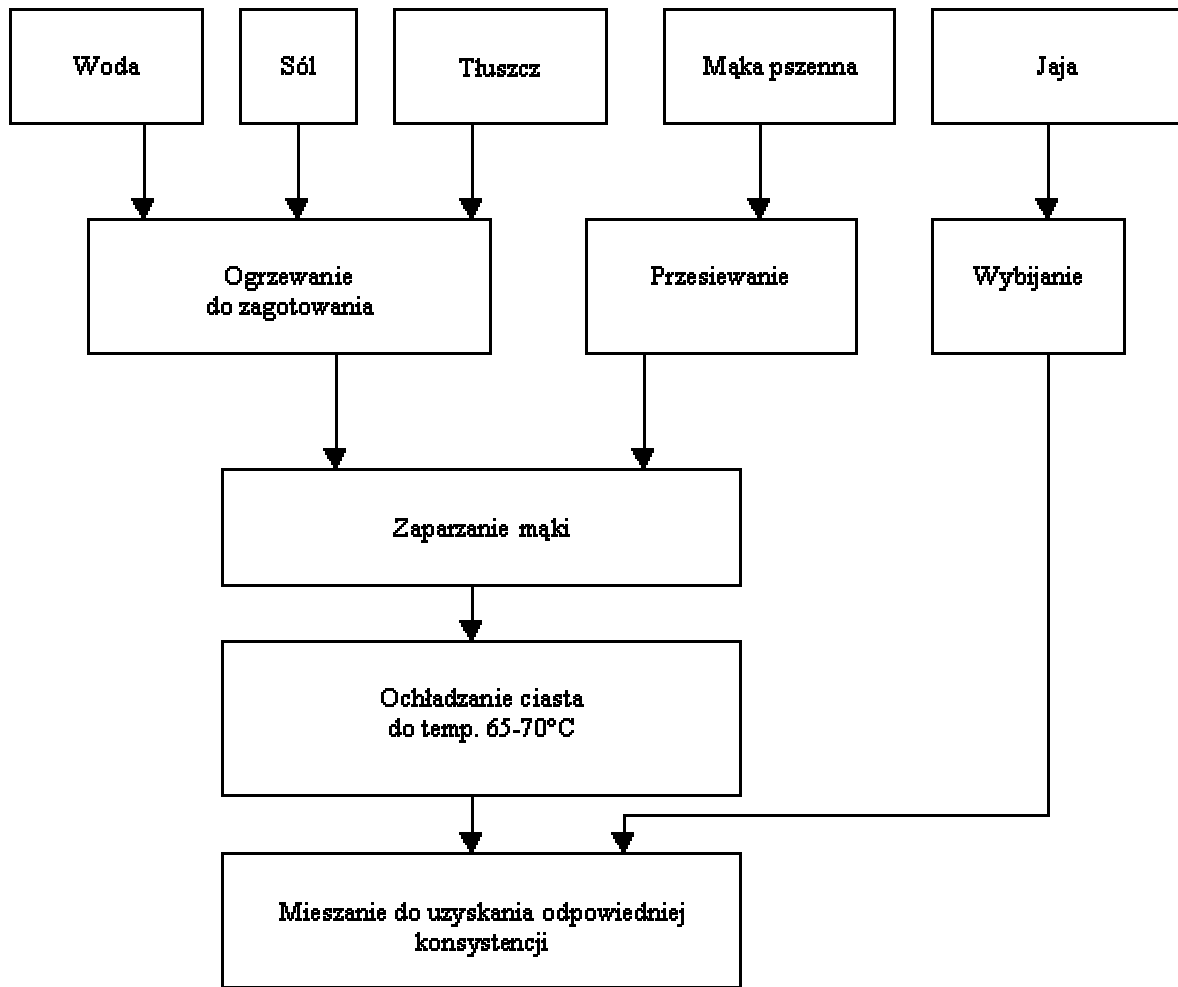 Woda
Sól
Tłuszcz
Mąka pszenna
Jaja
Ogrzewanie
do zagotowania
Przesiewanie
Wybijanie
Zaparzanie mąki
Ochładzanie ciasta
do temp. 65-70°C
Mieszanie do uzyskania odpowiedniej
konsystencji